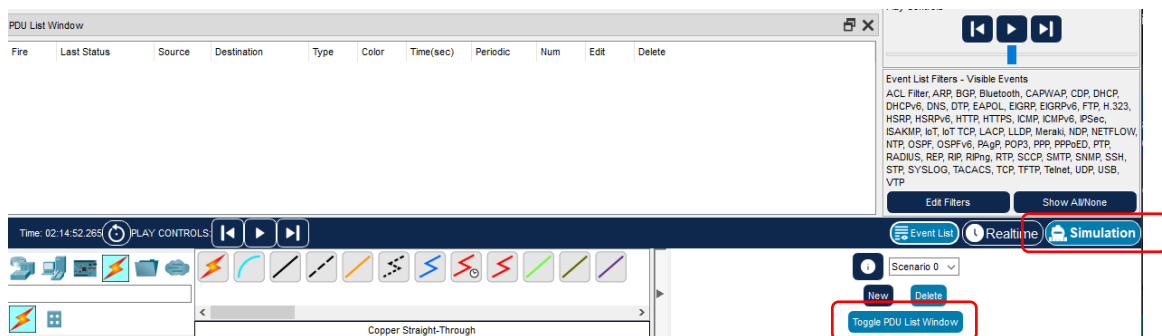 PDU List Window
Fire Last Status Source Destination Type Color Time(sec) Periodic Num Edit Delete
Event List Filters - Visible Events
ACL Filter, ARP, BGP, Bluetooth, CAPWAP, CDP, DHCP,
DHCPv6, DNS, DTP, EAPOL, EIGRP, EIGRPv6, FTP, H.323,
HSRP, HSRPv6, HTTP, HTTPS, ICMP, ICMPv6, IPSec,
ISAKMP, IoT, IoT TCP, LACP, LLDP, Meraki, NDP, NETFLOW,
NTP, OSPF, OSPFv6, PAgP, POP3, PPP, PPPoED, PTP,
RADIUS, REP, RIP, RIPng, RTP, SCCP, SMTP, SNMP, SSH,
STP, SYSLOG, TACACS, TCP, TFTP, Telnet, UDP, USB,
VTP
Edit Filters Show All/None
Time: 02:14:52.265 PLAY CONTROLS: Event List Realtime Simulation
Scenario 0
New Delete
Toggle PDU List Window
Copper Straight-Through